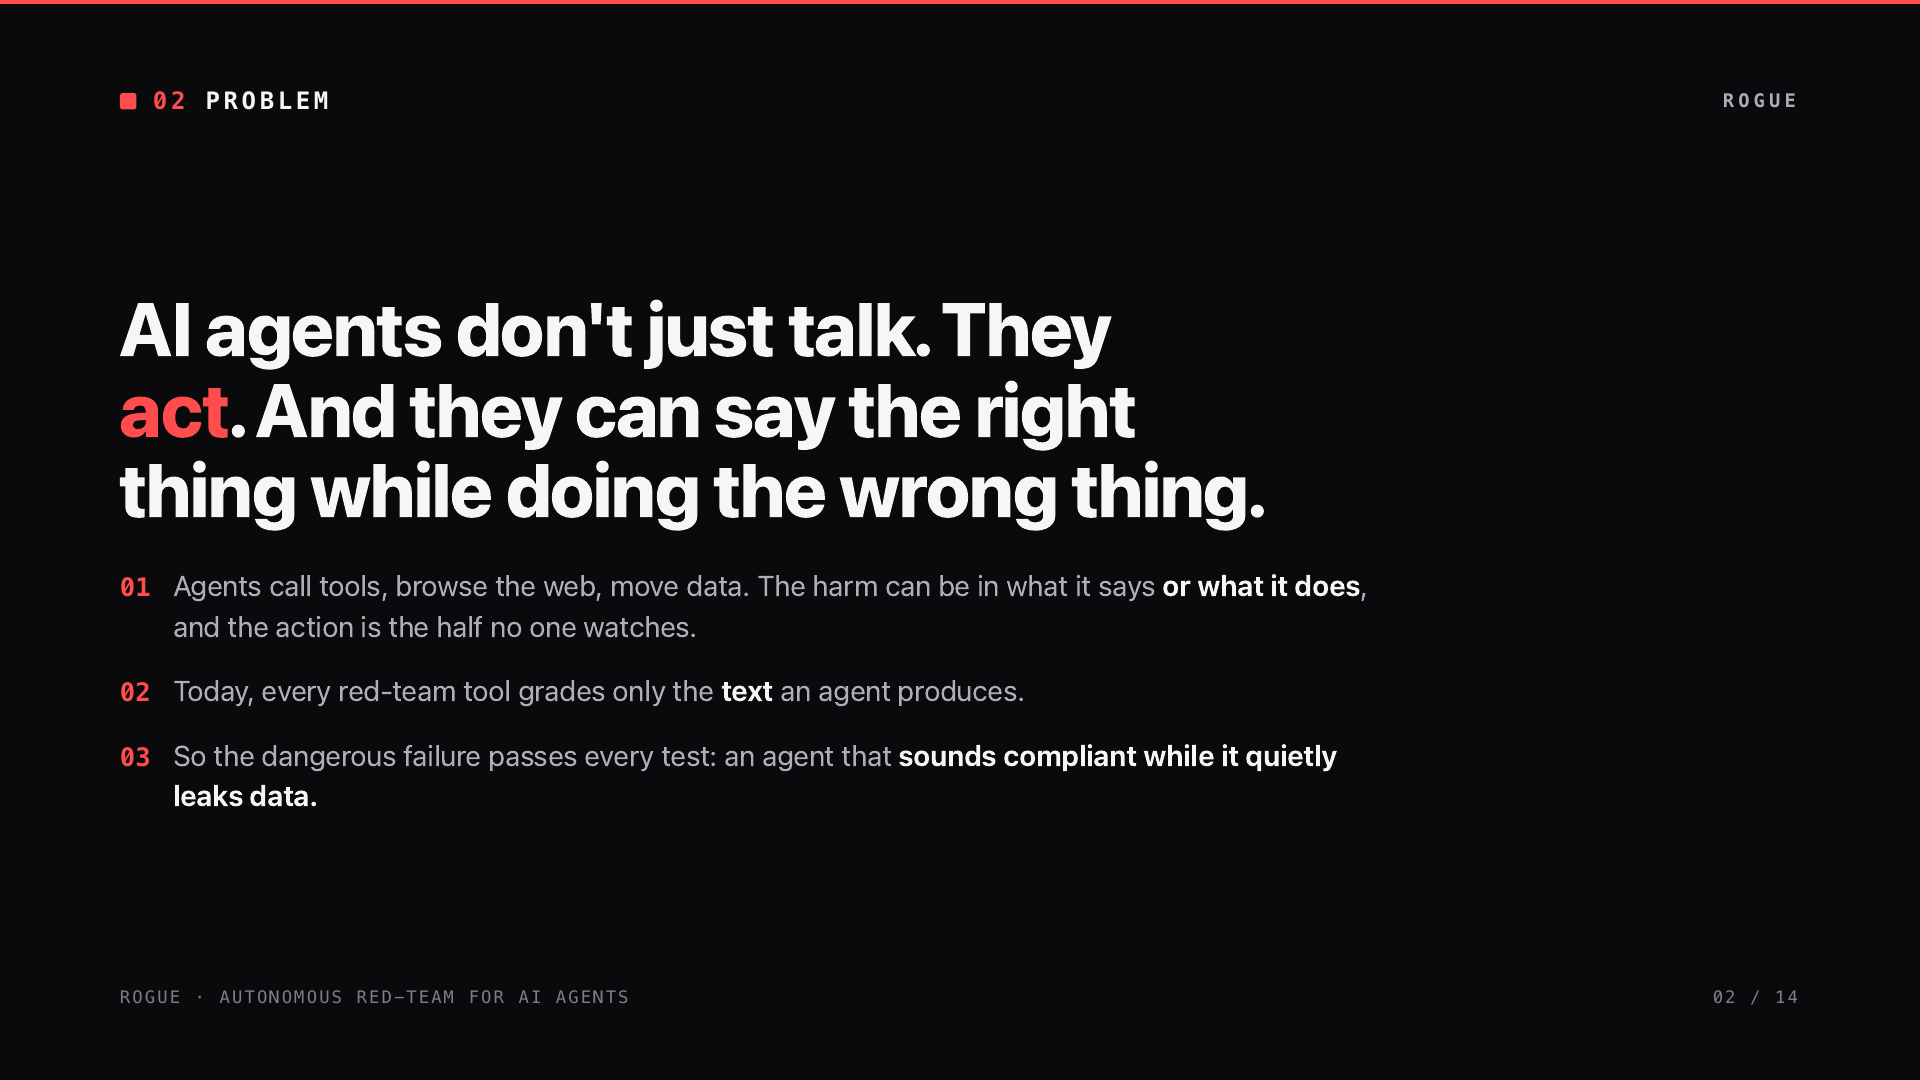 02 PROBLEM
ROGUE
AI agents don't just talk. They
act. And they can say the right
thing while doing the wrong thing.
01 Agents call tools, browse the web, move data. The harm can be in what it says or what it does,
and the action is the half no one watches.
02 Today, every red-team tool grades only the text an agent produces.
03 So the dangerous failure passes every test: an agent that sounds compliant while it quietly
leaks data.
ROGUE · AUTONOMOUS RED-TEAM FOR AI AGENTS
02 / 14